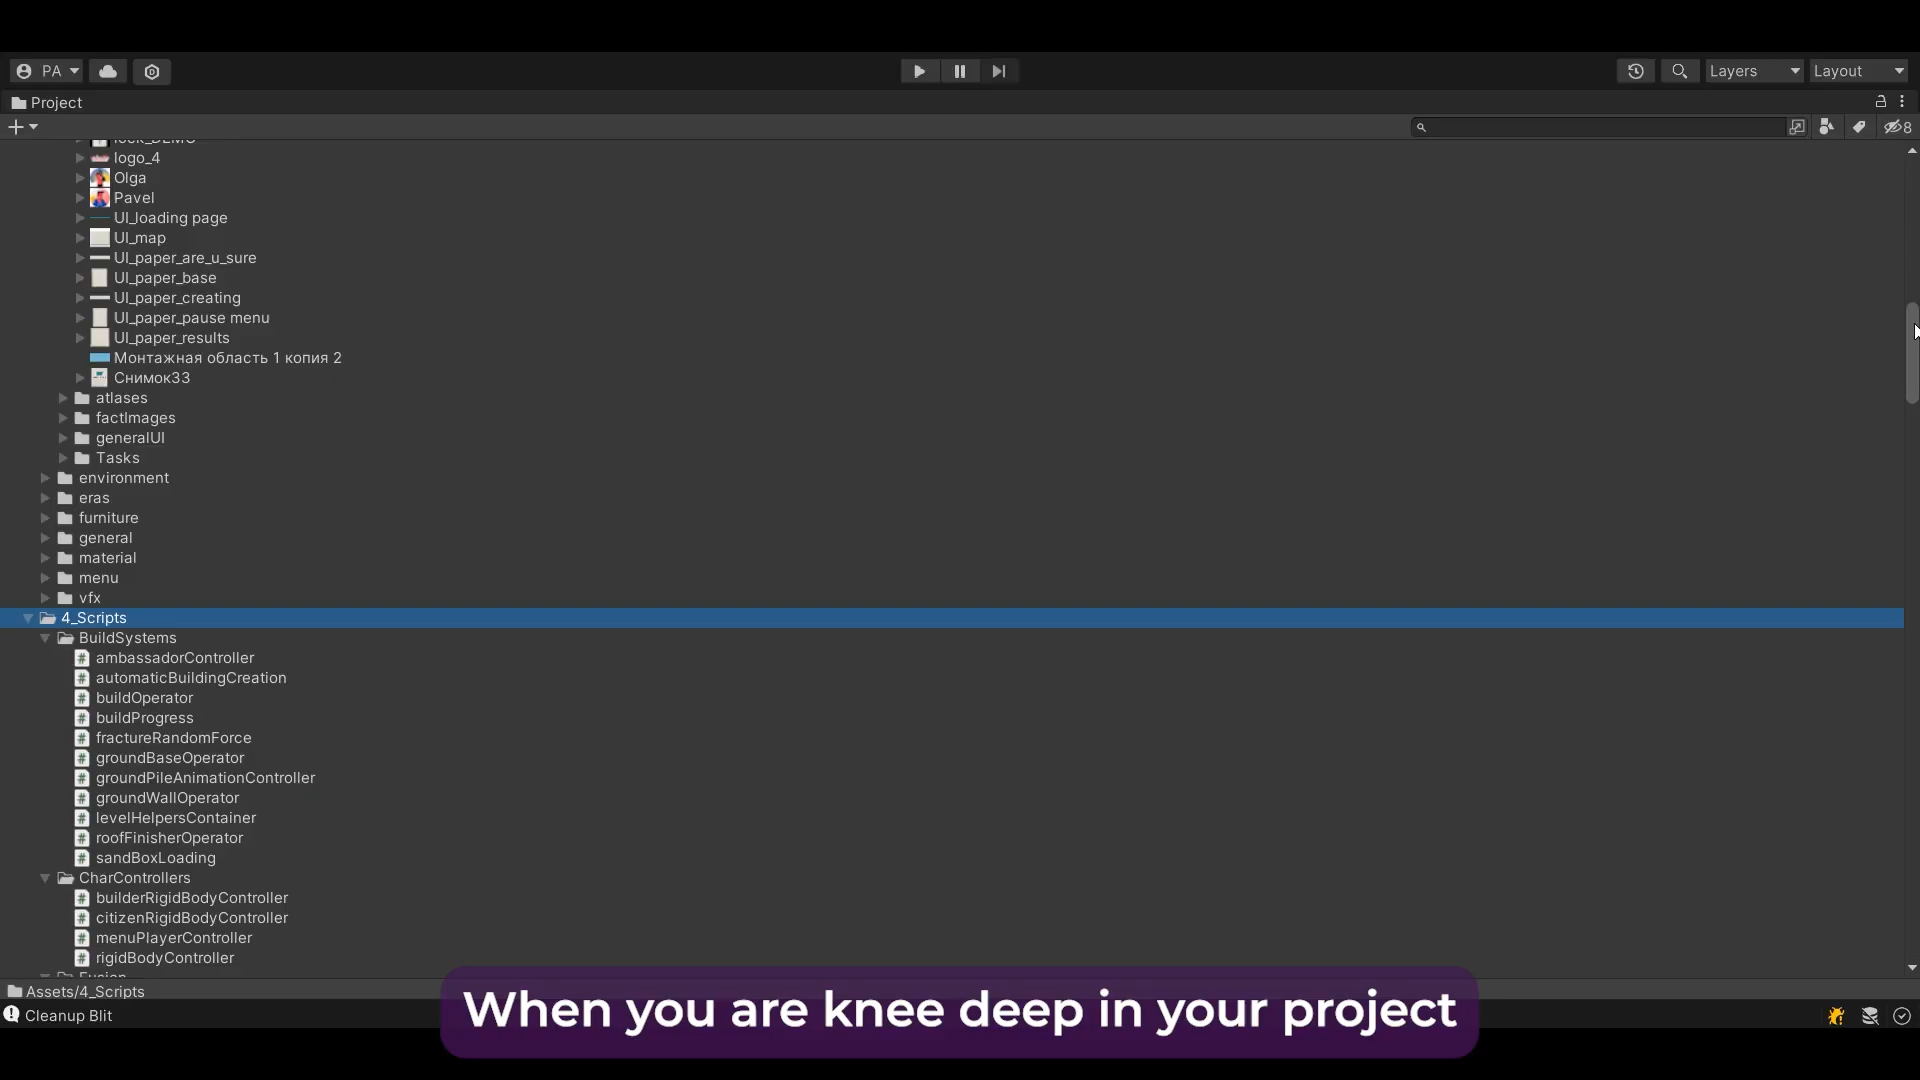 PA
Layers
Layout
Project
8
lock_DEMO
logo_4
Olga
Pavel
UI_loading page
UI_map
UI_paper_are_u_sure
UI_paper_base
UI_paper_creating
UI_paper_pause menu
UI_paper_results
Монтажная область 1 копия 2
Снимок33
atlases
factImages
generalUI
Tasks
environment
eras
furniture
general
material
menu
vfx
4_Scripts
BuildSystems
ambassadorController
automaticBuildingCreation
buildOperator
buildProgress
fractureRandomForce
groundBaseOperator
groundPileAnimationController
groundWallOperator
levelHelpersContainer
roofFinisherOperator
sandBoxLoading
CharControllers
builderRigidBodyController
citizenRigidBodyController
menuPlayerController
rigidBodyController
Fusion
Assets/4_Scripts
Cleanup Blit
When you are knee deep in your project